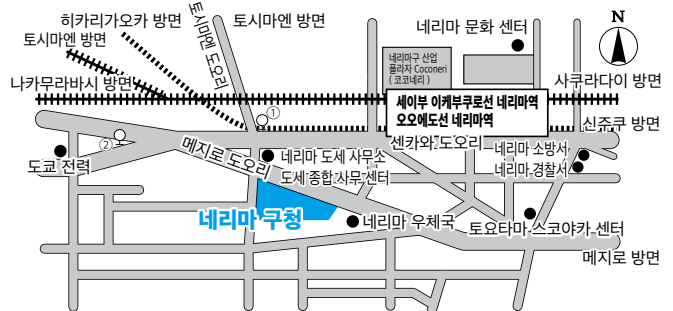 히카리가오카 방면
토시마엔 방면
토시마엔 방면
토시마엔 도오리
네리마 문화 센터
N
네리마구 산업
플라자 Coconeri
( 코코네리 )
나카무라바시 방면
사쿠라다이 방면
세이부 이케부쿠로선 네리마역
오오에도선 네리마역
①
신주쿠 방면
②
메지로 도오리
센카와 도오리
도쿄 전력
네리마 도세 사무소
도세 종합 사무 센터
네리마 소방서
네리마 경찰서
네리마 구청
네리마 우체국
토요타마 스코야카 센터
메지로 방면